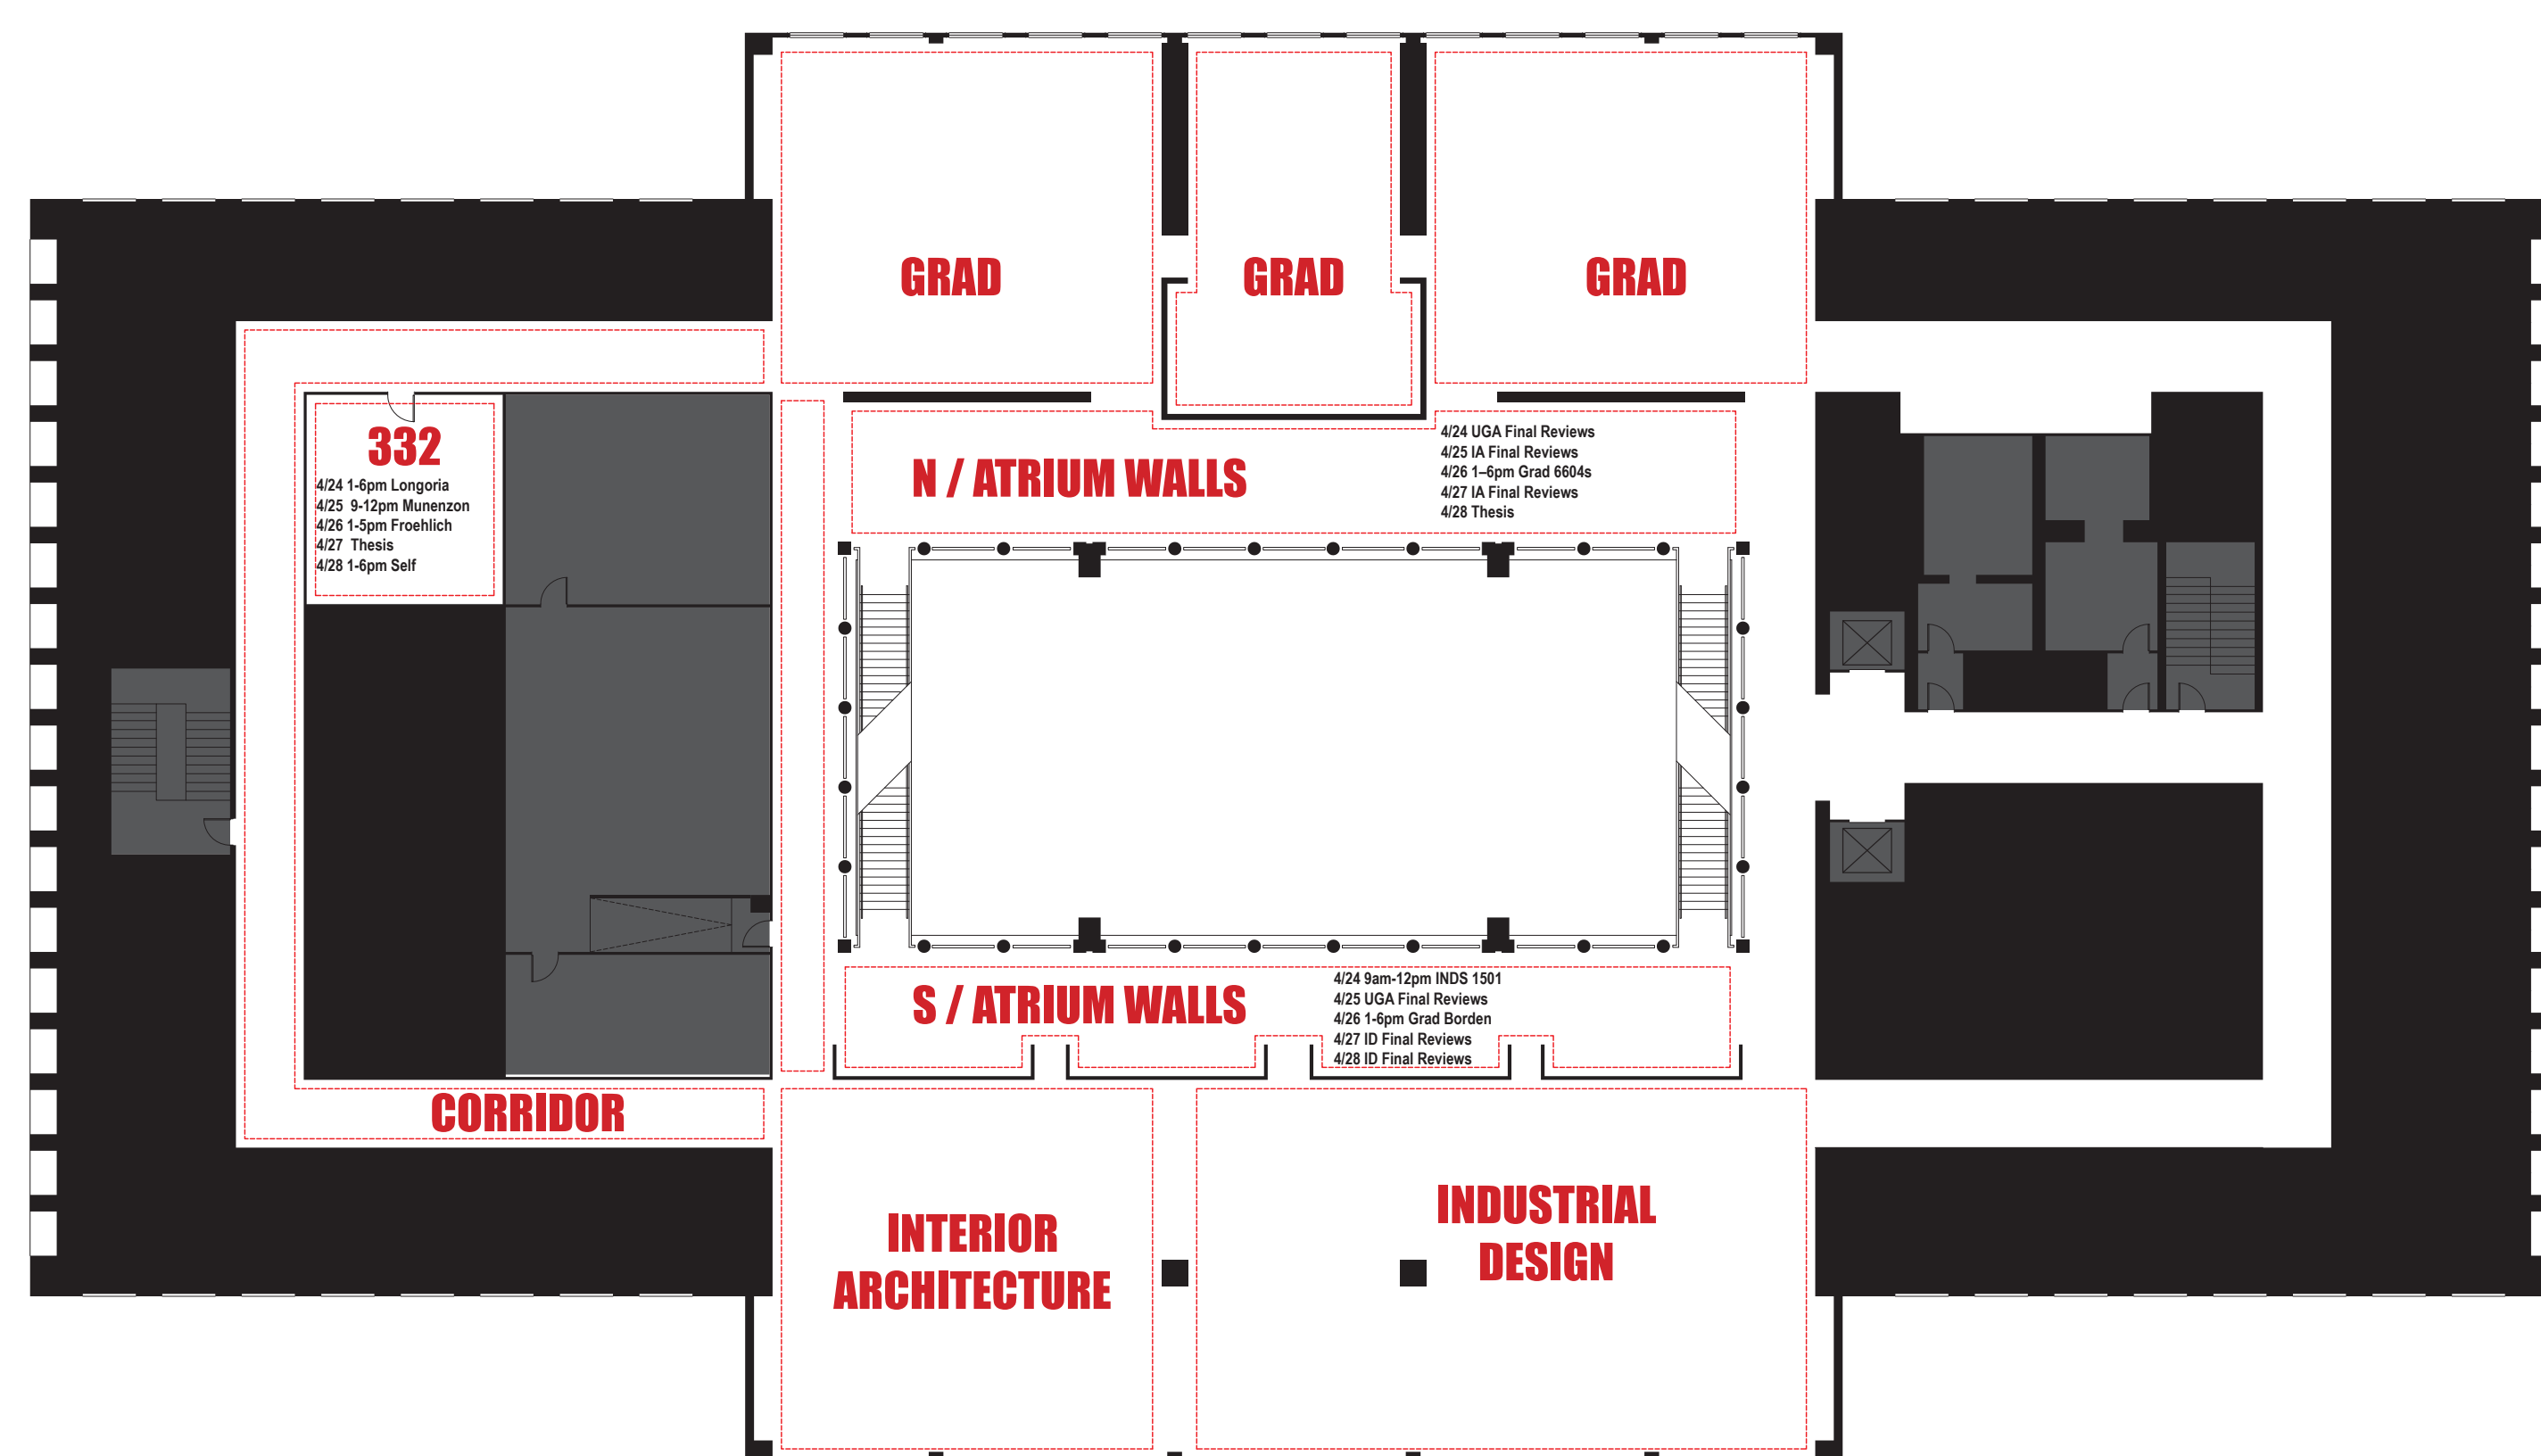 GRAD
GRAD
GRAD
332
4/24 1-6pm Longoria
4/25  9-12pm Munenzon
4/26 1-5pm Froehlich
4/27  Thesis
4/28 1-6pm Self
N / ATRIUM WALLS
4/24 UGA Final Reviews
4/25 IA Final Reviews
4/26 1–6pm Grad 6604s
4/27 IA Final Reviews
4/28 Thesis
S / ATRIUM WALLS
4/24 9am-12pm INDS 1501
4/25 UGA Final Reviews
4/26 1-6pm Grad Borden
4/27 ID Final Reviews
4/28 ID Final Reviews
CORRIDOR
INTERIOR
ARCHITECTURE
INDUSTRIAL
DESIGN